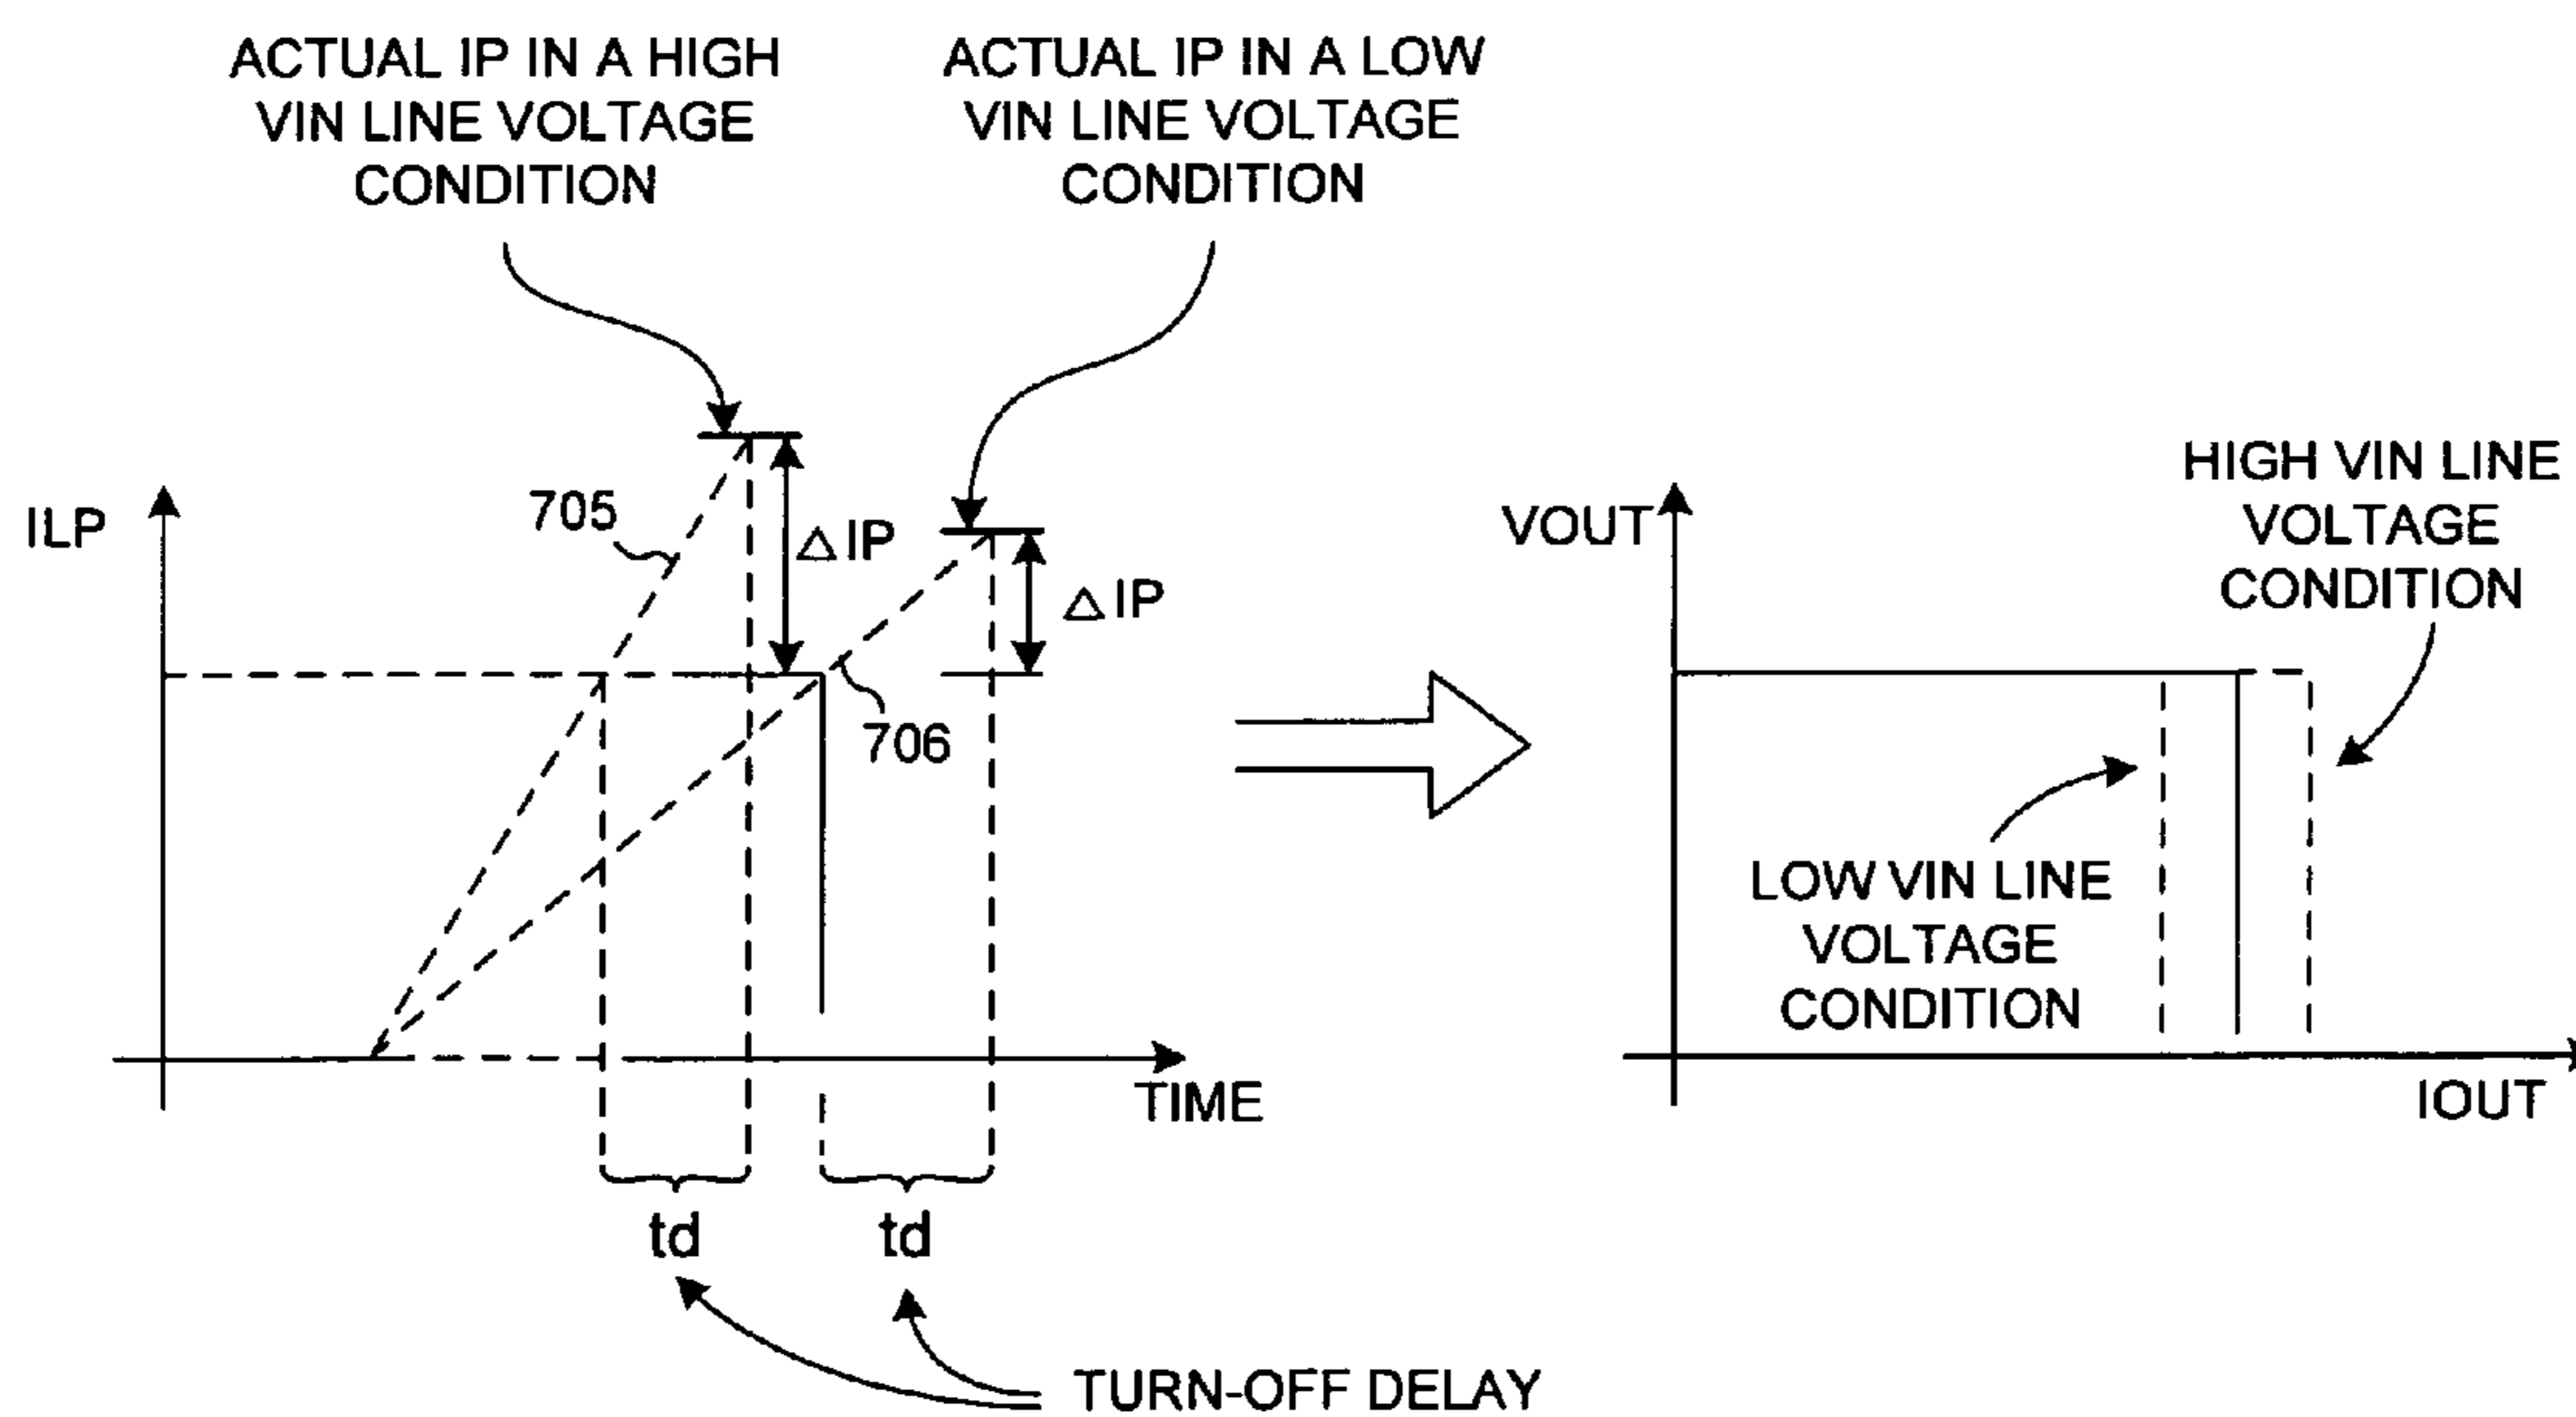 ACTUAL IP IN A HIGH
VIN LINE VOLTAGE
CONDITION
ACTUAL IP IN A LOW
VIN LINE VOLTAGE
CONDITION
ILP
705
△IP
△IP
706
TIME
td
td
TURN-OFF DELAY
VOUT
HIGH VIN LINE
VOLTAGE
CONDITION
LOW VIN LINE
VOLTAGE
CONDITION
IOUT